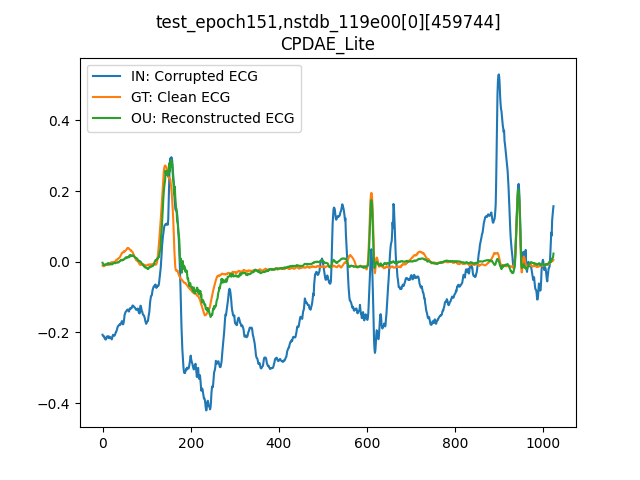 test_epoch151,nstdb_119e00[0][459744]
CPDAE_Lite
IN: Corrupted ECG
GT: Clean ECG
OU: Reconstructed ECG
0.4
0.2
0.0
−0.2
−0.4
0
200
400
600
800
1000